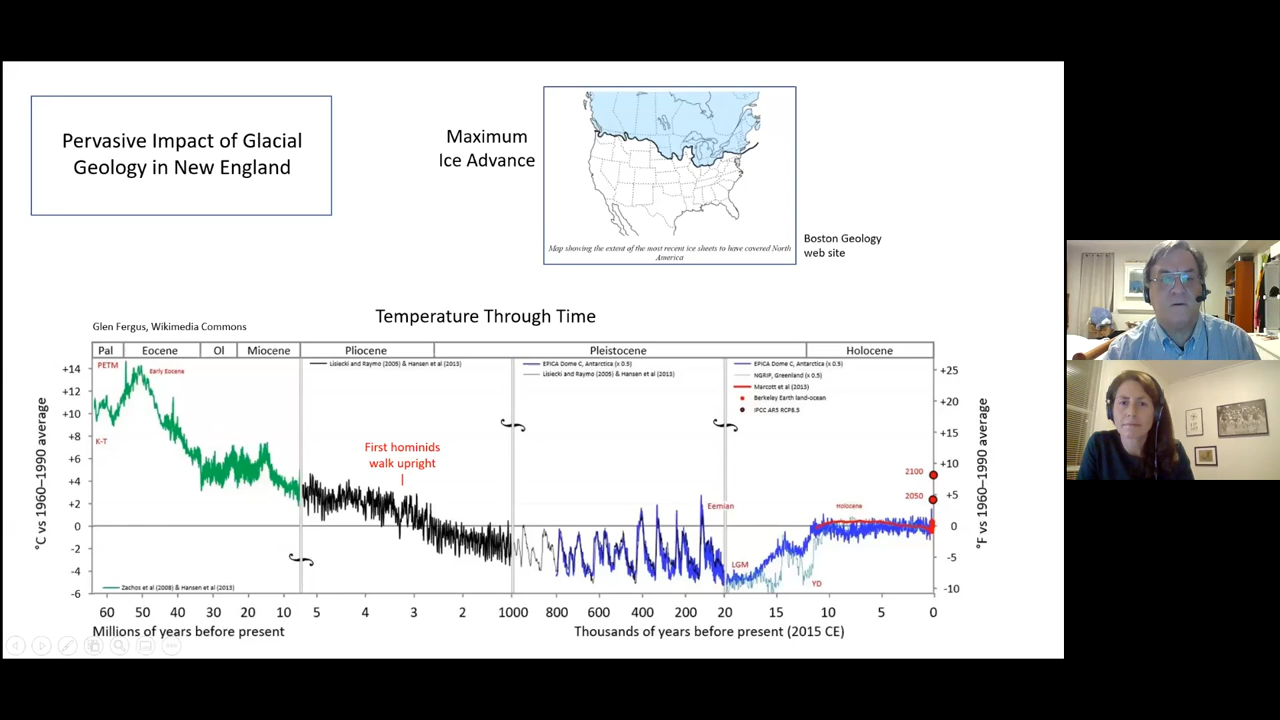 Pervasive Impact of Glacial
Geology in New England
Maximum
Ice Advance
Map showing the extent of the most recent ice sheets to have covered North
America
Boston Geology
web site
Temperature Through Time
Glen Fergus, Wikimedia Commons
Pal
Eocene
Ol
Miocene
Pliocene
Pleistocene
Holocene
PETM
Early Eocene
K-T
Lisiecki and Raymo (2005) & Hansen et al (2013)
EPICA Dome C, Antarctica (x 0.5)
Lisiecki and Raymo (2005) & Hansen et al (2013)
EPICA Dome C, Antarctica (x 0.5)
NGRIP, Greenland (x 0.5)
Marcott et al (2013)
Berkeley Earth land-ocean
IPCC AR5 RCP8.5
+14
+12
+10
+8
+6
+4
+2
0
-2
-4
-6
°C vs 1960–1990 average
First hominids
walk upright
Eemian
LGM
YD
Holocene
2100
2050
+25
+20
+15
+10
+5
0
-5
-10
°F vs 1960–1990 average
Zachos et al (2008) & Hansen et al (2013)
60 50 40 30 20 10 5 4 3 2 1000 800 600 400 200 20 15 10 5 0
Millions of years before present
Thousands of years before present (2015 CE)